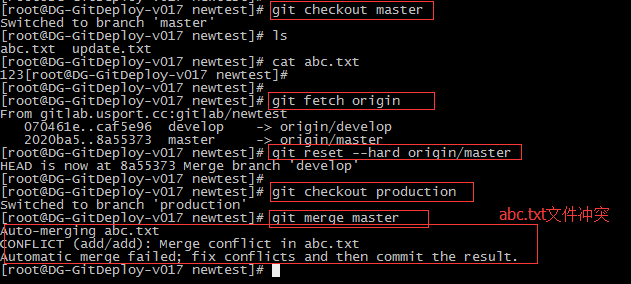 [root@DG-GitDeploy-v017 newtest]# git checkout master
Switched to branch 'master'
[root@DG-GitDeploy-v017 newtest]# ls
abc.txt  update.txt
[root@DG-GitDeploy-v017 newtest]# cat abc.txt
123[root@DG-GitDeploy-v017 newtest]#
[root@DG-GitDeploy-v017 newtest]#
[root@DG-GitDeploy-v017 newtest]# git fetch origin
From gitlab.usport.cc:gitlab/newtest
   070461e..caf5e96  develop    -> origin/develop
   2020ba5..8a55373  master     -> origin/master
[root@DG-GitDeploy-v017 newtest]# git reset --hard origin/master
HEAD is now at 8a55373 Merge branch 'develop'
[root@DG-GitDeploy-v017 newtest]# git checkout production
Switched to branch 'production'
[root@DG-GitDeploy-v017 newtest]# git merge master
abc.txt文件冲突
Auto-merging abc.txt
CONFLICT (add/add): Merge conflict in abc.txt
Automatic merge failed; fix conflicts and then commit the result.
[root@DG-GitDeploy-v017 newtest]#